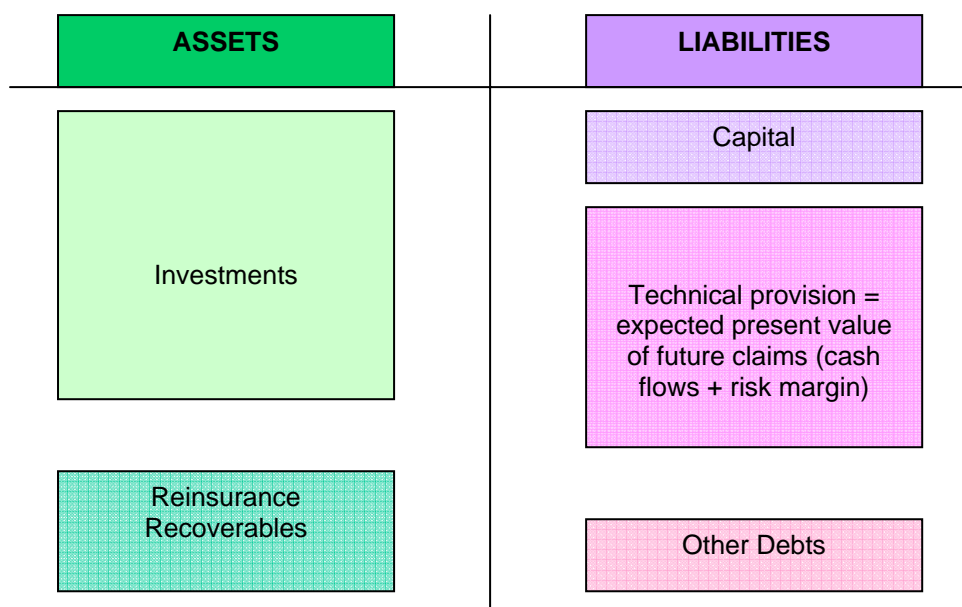 ASSETS
LIABILITIES
Capital
Investments
Technical provision =
expected present value
of future claims (cash
flows + risk margin)
Reinsurance
Recoverables
Other Debts